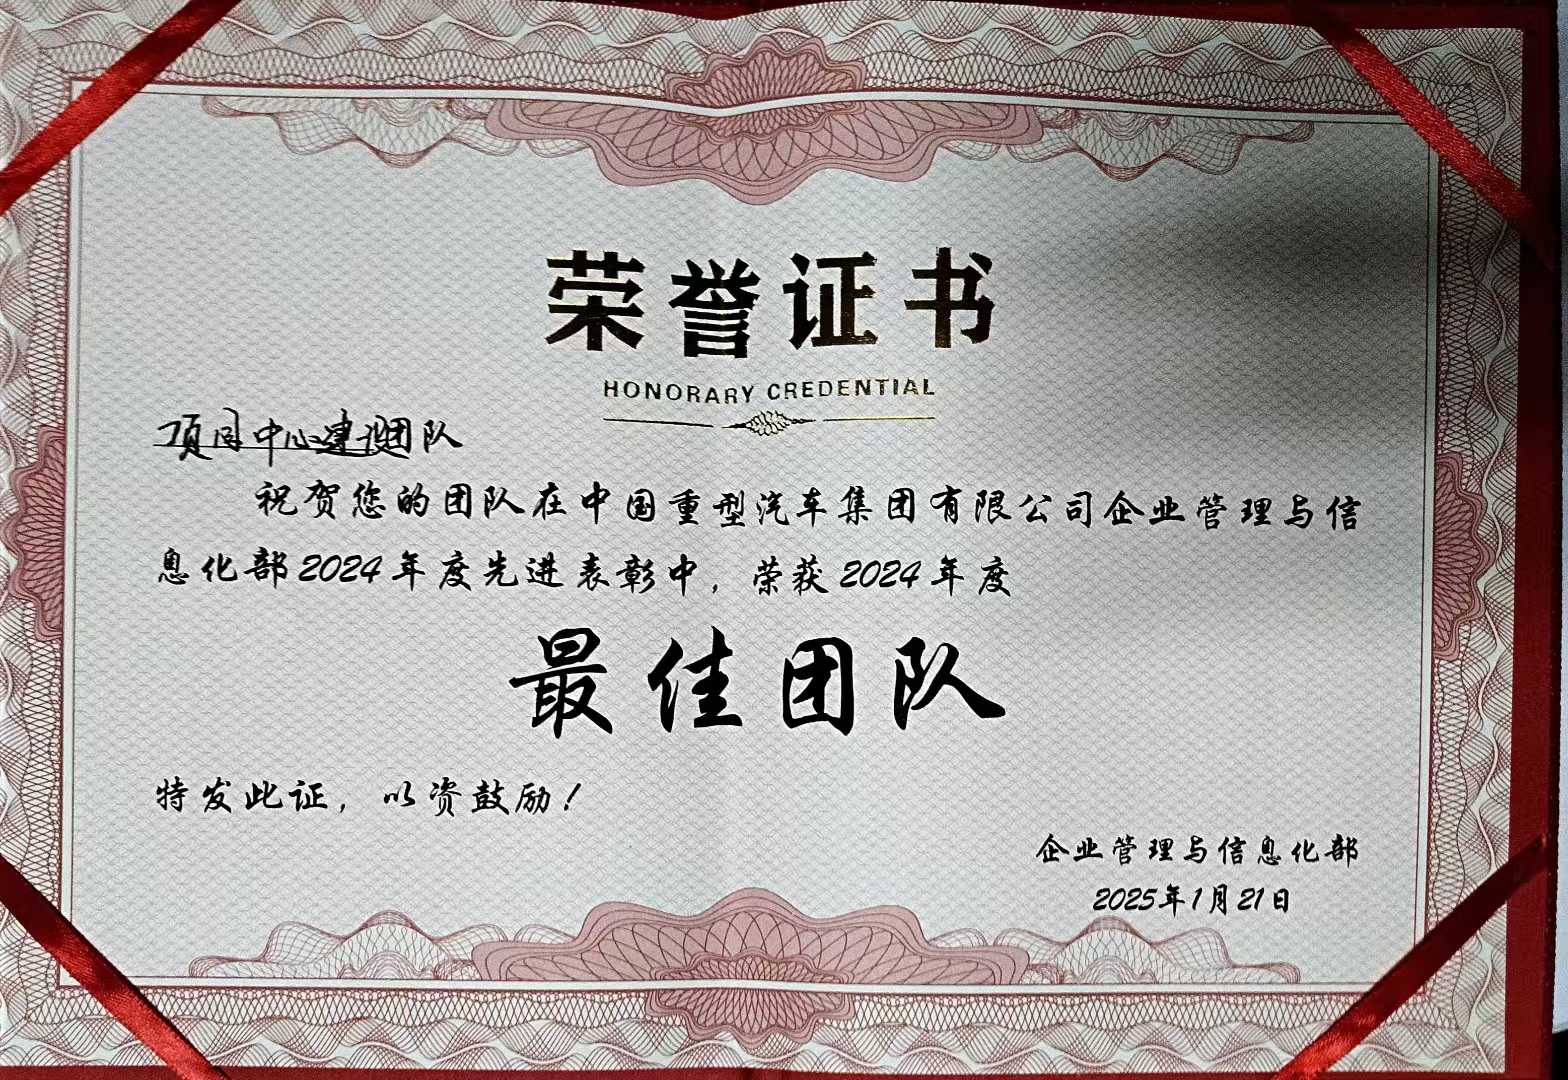 荣誉证书
HONORARY CREDENTIAL
项目中心建设团队
祝贺您的团队在中国重型汽车集团有限公司企业管理与信
息化部2024年度先进表彰中，荣获2024年度
最佳团队
特发此证，以资鼓励！
企业管理与信息化部
2025年1月21日